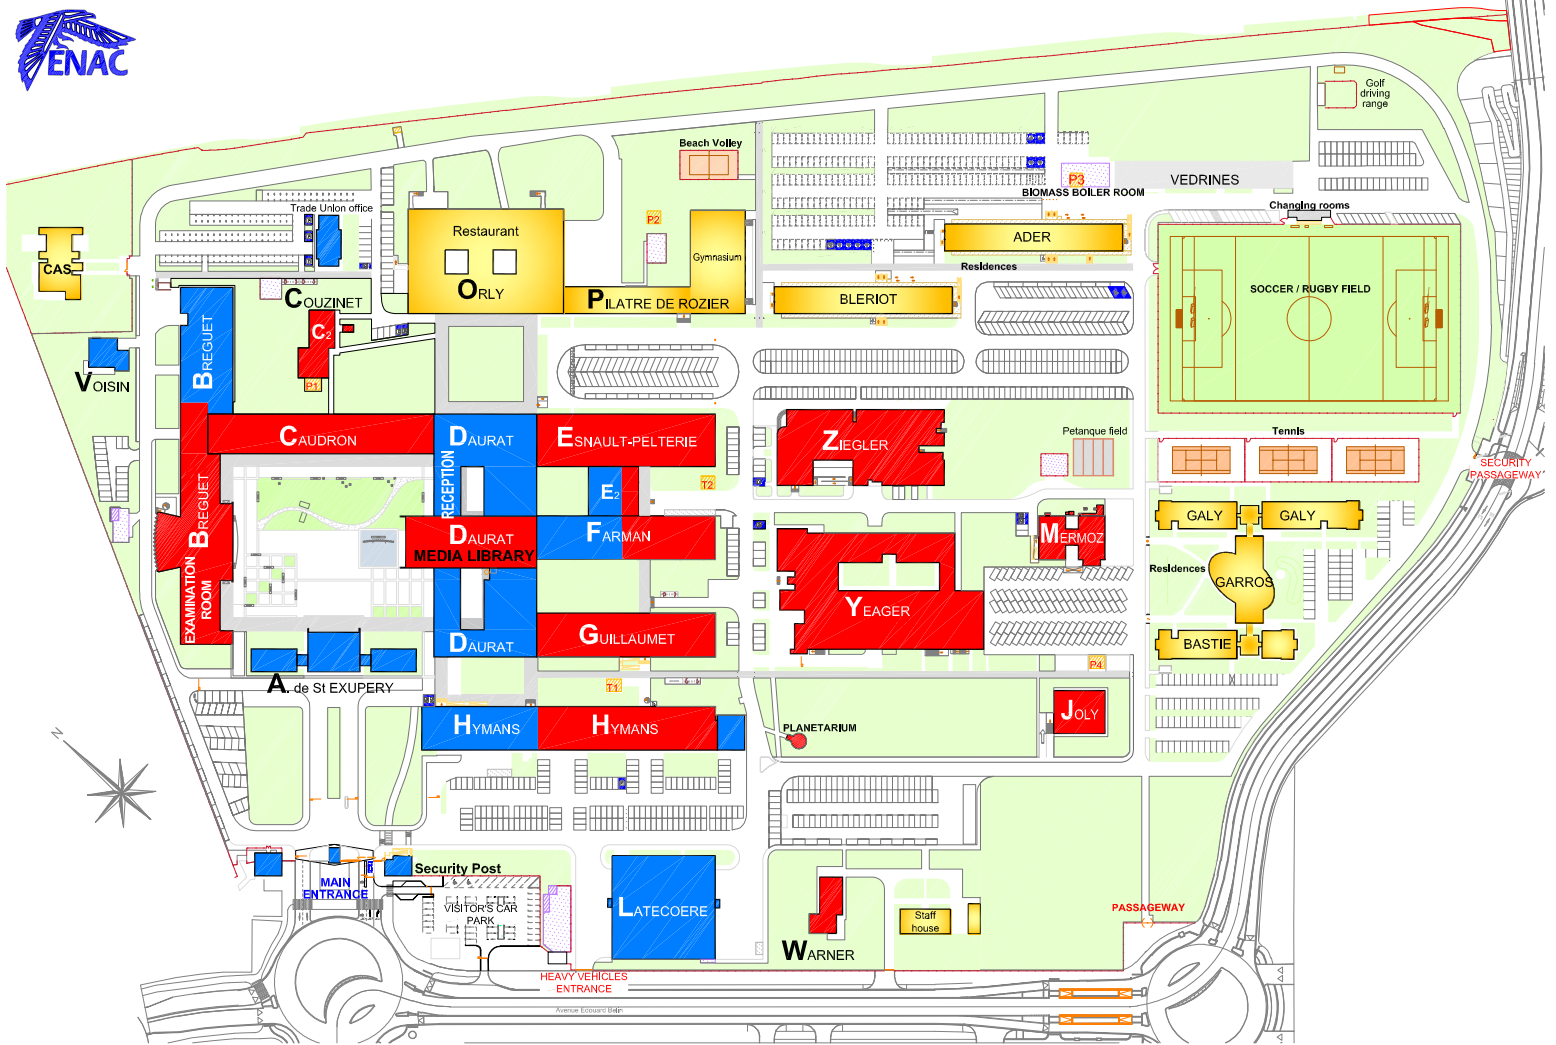 ENAC
Golf
driving
range
Beach Volley
P3
VEDRINES
BIOMASS BOILER ROOM
Changing rooms
Trade Union office
P2
Restaurant
ADER
Gymnasium
CAS
Residences
ORLY
PILATRE DE ROZIER
BLERIOT
SOCCER / RUGBY FIELD
COUZINET
C2
BREGUET
VOISIN
P1
CAUDRON
DAURAT
ESNAULT-PELTERIE
ZIEGLER
Petanque field
Tennis
RECEPTION
SECURITY
PASSAGEWAY
T2
E2
BREGUET
GALY
GALY
DAURAT
MEDIA LIBRARY
FARMAN
MERMOZ
Residences
GARROS
EXAMINATION
ROOM
YEAGER
DAURAT
GUILLAUMET
BASTIE
P4
A. de St EXUPERY
T1
HYMANS
HYMANS
JOLY
PLANETARIUM
N
Security Post
MAIN
ENTRANCE
VISITOR'S CAR
PARK
LATECOERE
Staff
house
PASSAGEWAY
WARNER
HEAVY VEHICLES
ENTRANCE
Avenue Edouard Belin